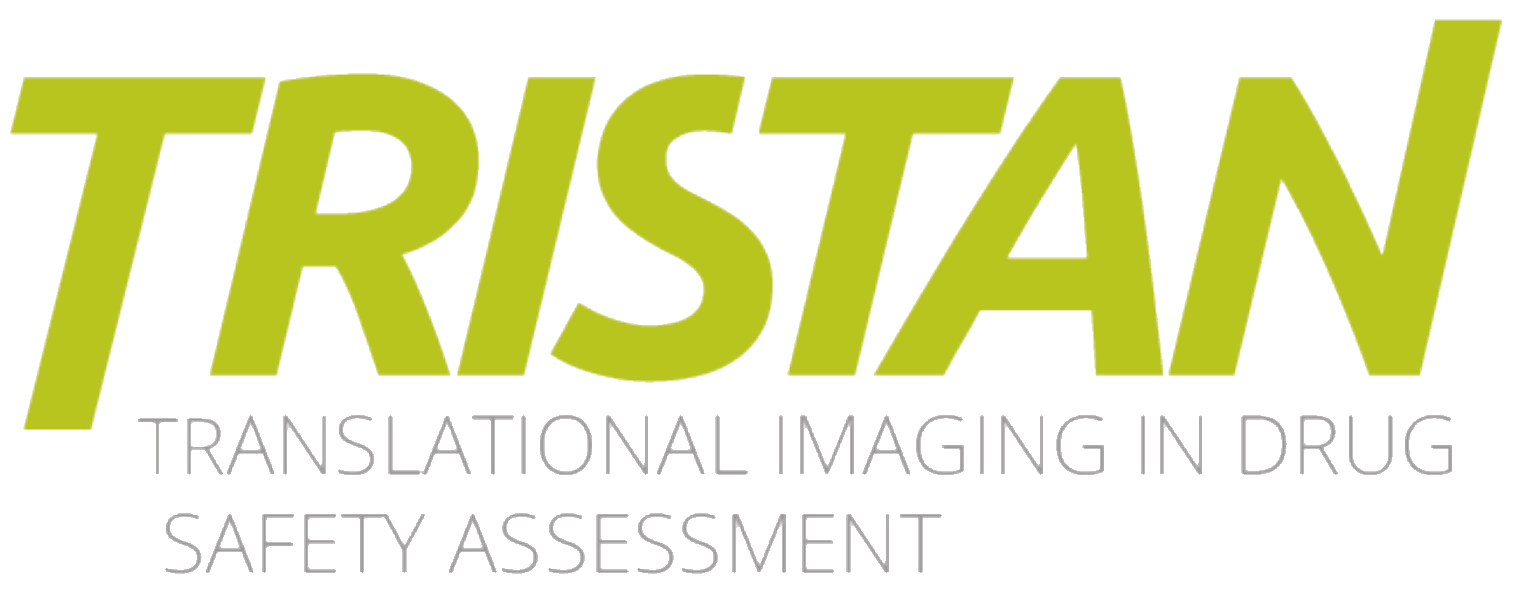 TRISTAN
TRANSLATIONAL IMAGING IN DRUG
SAFETY ASSESSMENT